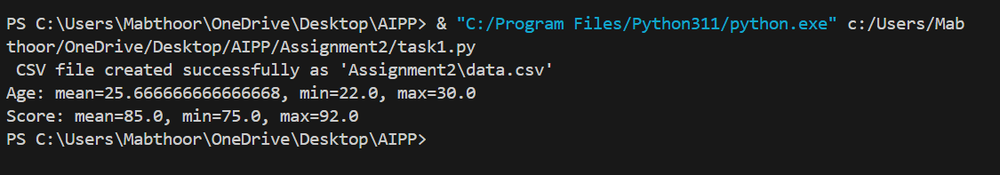 PS C:\Users\Mabthoor\OneDrive\Desktop\AIPP> & "C:/Program Files/Python311/python.exe" c:/Users/Mab
thoor/OneDrive/Desktop/AIPP/Assignment2/task1.py
 CSV file created successfully as 'Assignment2\data.csv'
Age: mean=25.666666666666668, min=22.0, max=30.0
Score: mean=85.0, min=75.0, max=92.0
PS C:\Users\Mabthoor\OneDrive\Desktop\AIPP>